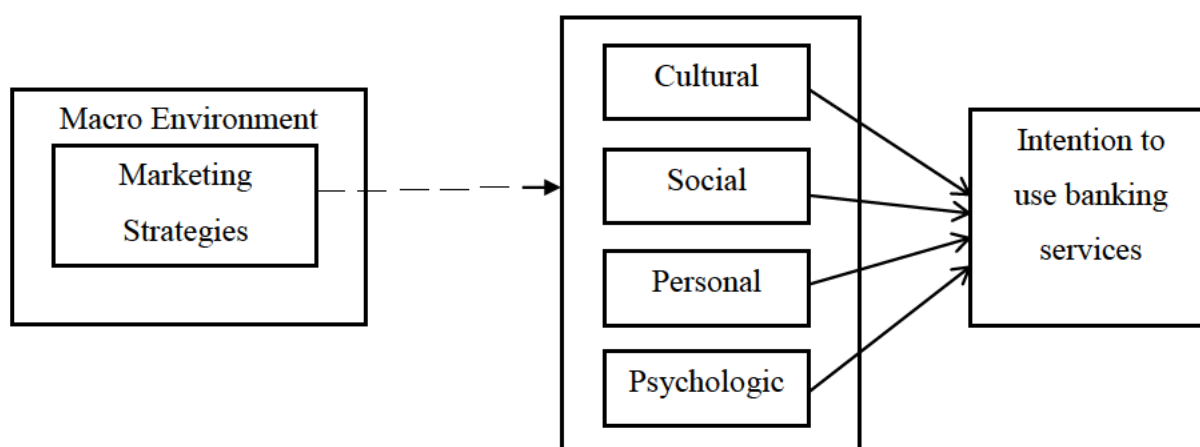 Macro Environment
Marketing
Strategies
Cultural
Social
Personal
Psychologic
Intention to
use banking
services